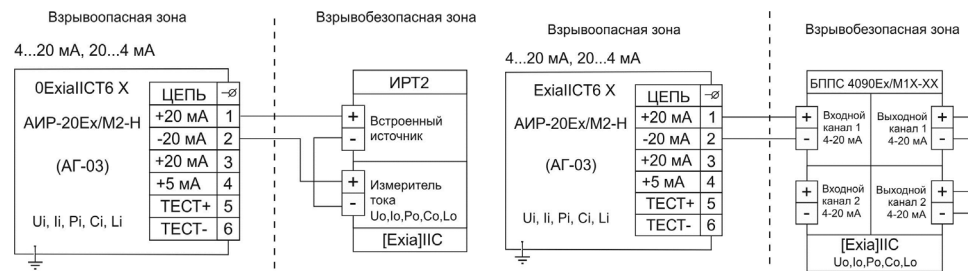 Взрывоопасная зона
Взрывобезопасная зона
4...20 мА, 20...4 мА
0ExiaIICT6 X
АИР-20Ex/М2-Н
(АГ-03)
Ui, Ii, Pi, Ci, Li
ЦЕПЬ
+20 мА 1
-20 мА 2
+20 мА 3
+5 мА 4
ТЕСТ+ 5
ТЕСТ- 6
ИРТ2
+
-
Встроенный
источник
+
-
Измеритель
тока
Uo,Io,Po,Co,Lo
[Exia]IIC
Взрывоопасная зона
Взрывобезопасная зона
4...20 мА, 20...4 мА
ExiaIICT6 X
АИР-20Ex/М2-Н
(АГ-03)
Ui, Ii, Pi, Ci, Li
ЦЕПЬ
+20 мА 1
-20 мА 2
+20 мА 3
+5 мА 4
ТЕСТ+ 5
ТЕСТ- 6
БППС 4090Ex/М1Х-ХХ
+
-
Входной
канал 1
4-20 мА
Выходной
канал 1
4-20 мА
+
-
+
-
Входной
канал 2
4-20 мА
Выходной
канал 2
4-20 мА
+
-
[Exia]IIC
Uo,Io,Po,Co,Lo